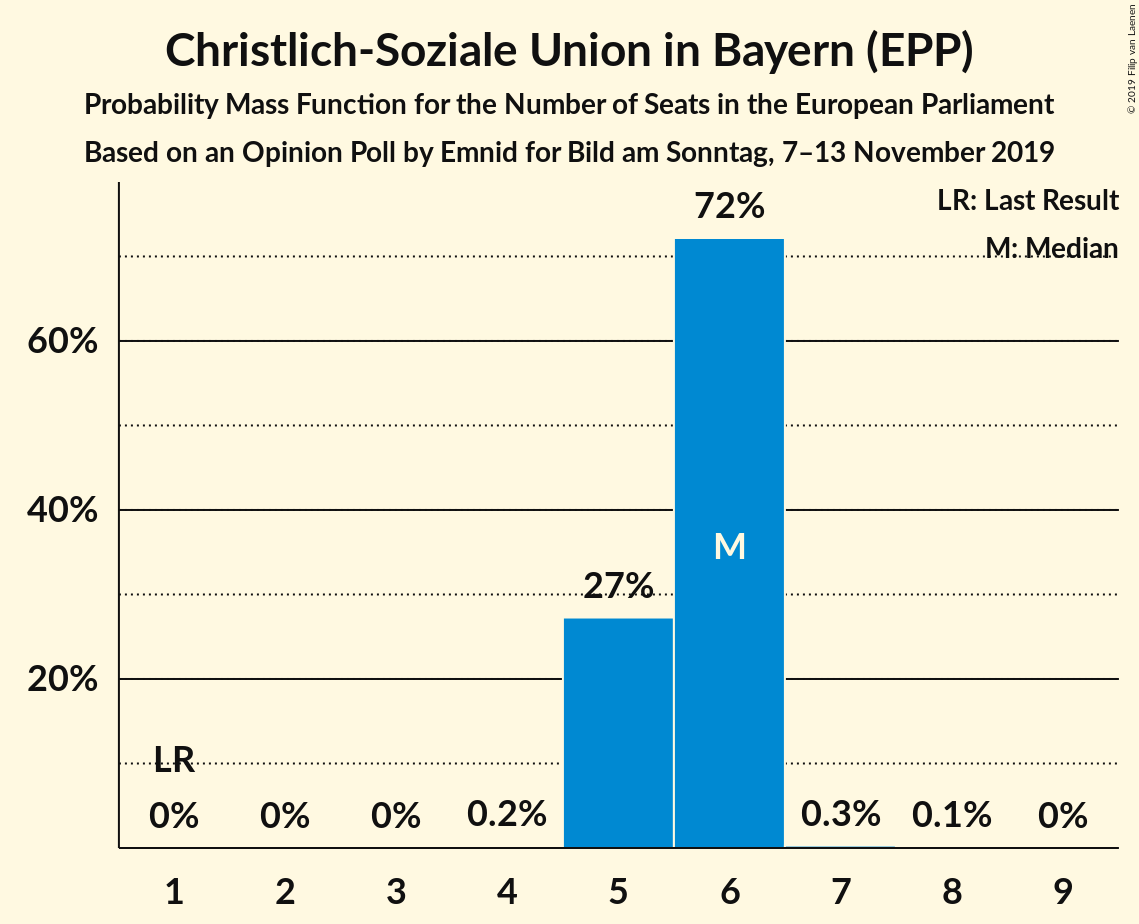 Christlich-Soziale Union in Bayern (EPP)
Probability Mass Function for the Number of Seats in the European Parliament
Based on an Opinion Poll by Emnid for Bild am Sonntag, 7–13 November 2019
© 2019 Filip van Laenen
LR: Last Result
M: Median
72%
60%
40%
M
27%
20%
LR
0% 0% 0% 0.2% 0.3% 0.1% 0%
1 2 3 4 5 6 7 8 9